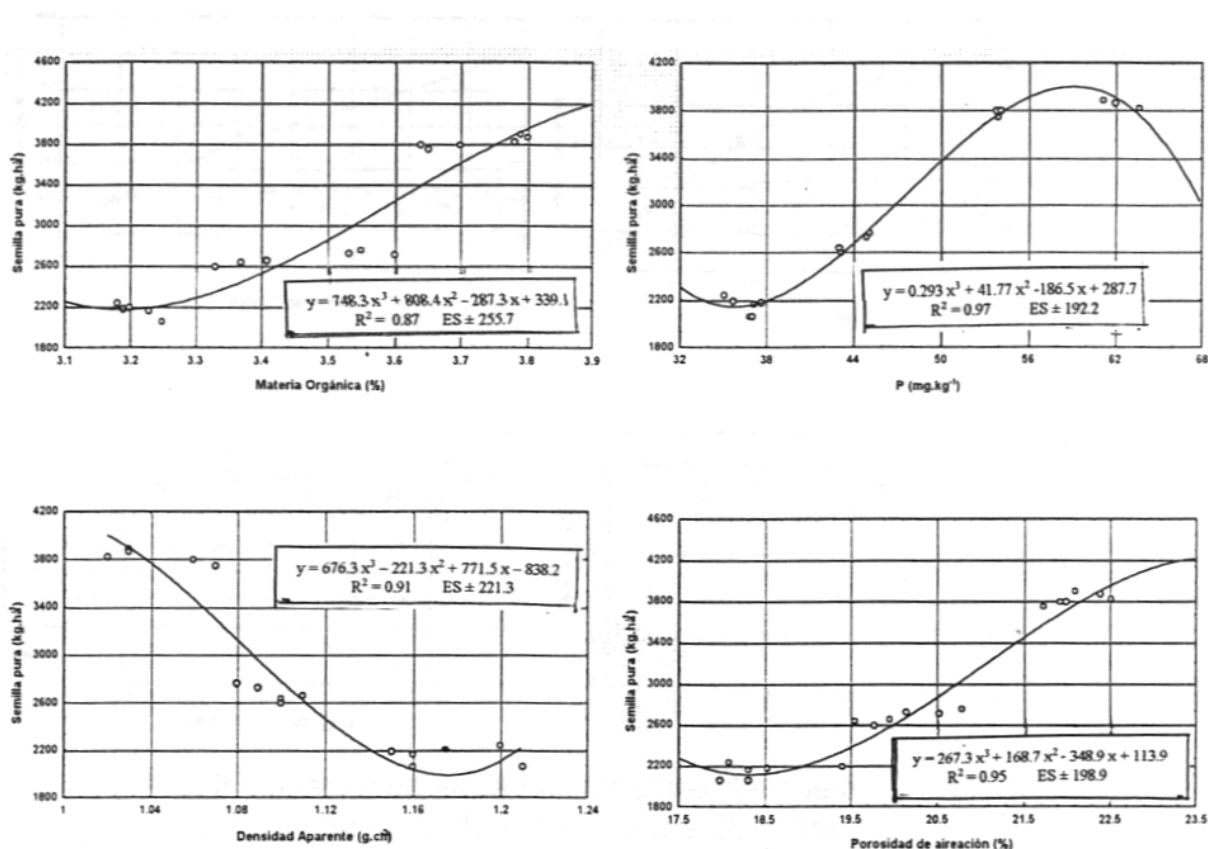 4600
4200
3800
3400
3000
2600
2200
1800
Semilla pura (kg.há¹)
3.1 3.2 3.3 3.4 3.5 3.6 3.7 3.8 3.9
Materia Orgánica (%)
y = 748.3 x³ + 808.4 x² – 287.3 x + 339.1
R² = 0.87 ES ± 255.7
4200
3800
3400
3000
2600
2200
1800
Semilla pura (kg.há¹)
32 38 44 50 56 62 68
P (mg.kg⁻¹)
y = 0.293 x³ + 41.77 x² -186.5 x + 287.7
R² = 0.97 ES ± 192.2
4200
3800
3400
3000
2600
2200
1800
Semilla pura (kg.há¹)
1 1.04 1.08 1.12 1.16 1.2 1.24
Densidad Aparente (g.cm³)
y = 676.3 x³ – 221.3 x² + 771.5 x – 838.2
R² = 0.91 ES ± 221.3
4600
4200
3800
3400
3000
2600
2200
1800
Semilla pura (kg.há¹)
17.5 18.5 19.5 20.5 21.5 22.5 23.5
Porosidad de aireación (%)
y = 267.3 x³ + 168.7 x² - 348.9 x + 113.9
R² = 0.95 ES ± 198.9